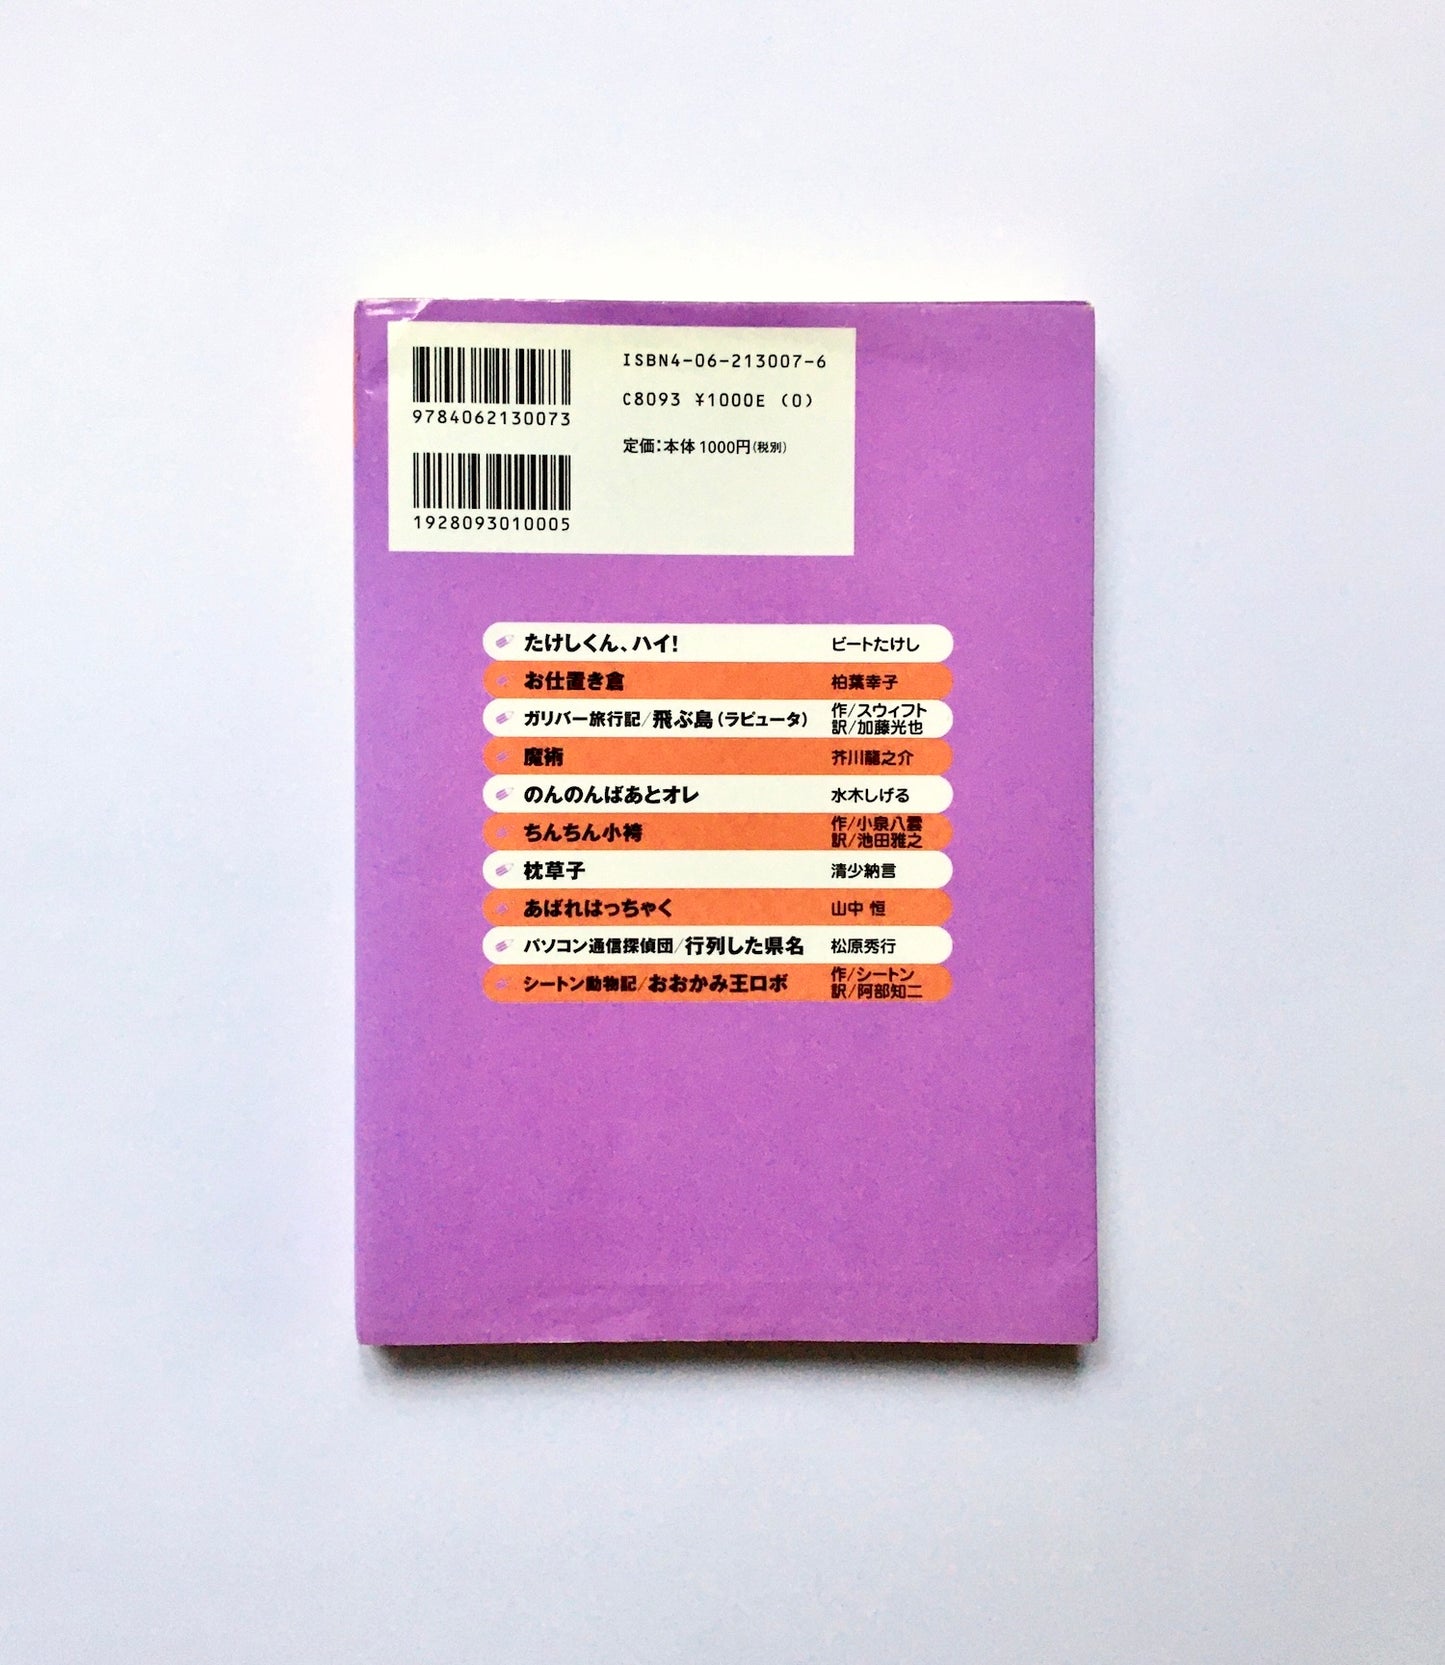 9784062130073
1928093010005
ISBN4-06-213007-6
C8093 ¥1000E (0)
定価:本体1000円(税別)
たけしくん、ハイ! ビートたけし
お仕置き倉 柏葉幸子
ガリバー旅行記/飛ぶ島(ラピュータ) 作/スウィフト
訳/加藤光也
魔術 芥川龍之介
のんのんばあとオレ 水木しげる
ちんちん小袴 作/小泉八雲
訳/池田雅之
枕草子 清少納言
あばれはっちゃく 山中 恒
パソコン通信探偵団/行列した県名 松原秀行
シートン動物記/おおかみ王ロボ 作/シートン
訳/阿部知二